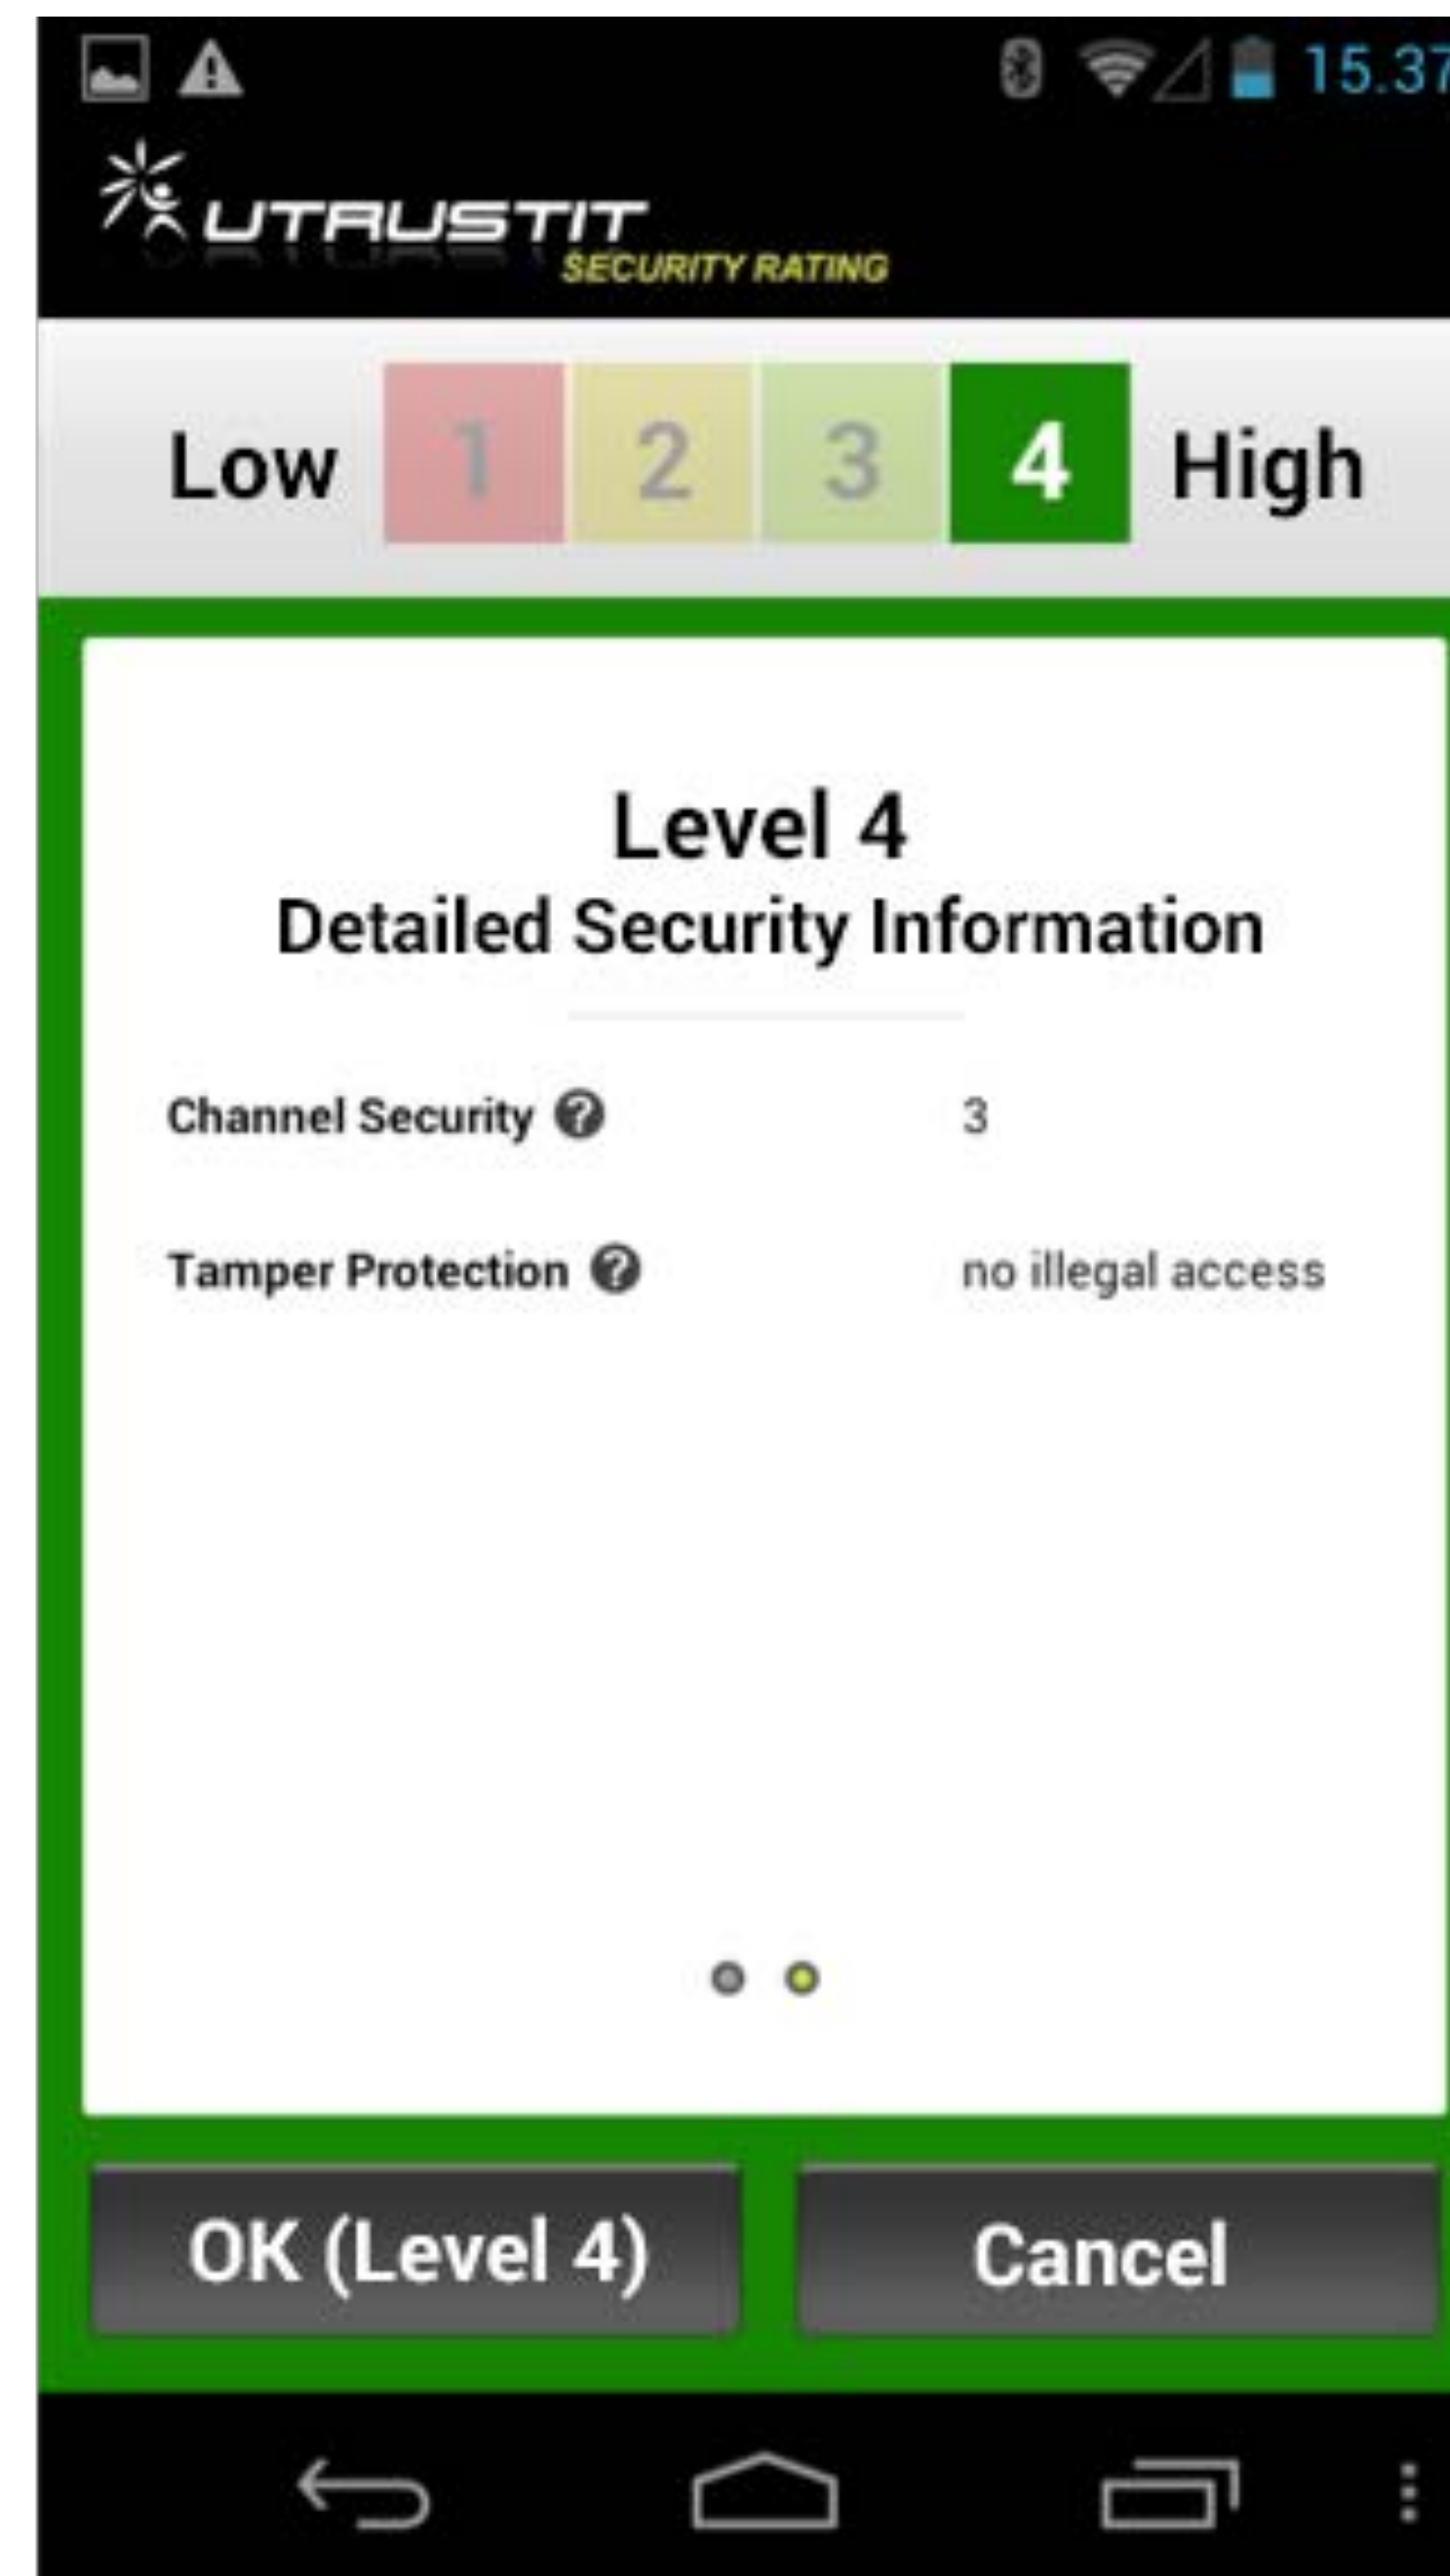 15.37
UTRUSTIT
SECURITY RATING
Low 1 2 3 4 High
Level 4
Detailed Security Information
Channel Security ? 3
Tamper Protection ? no illegal access
OK (Level 4) Cancel